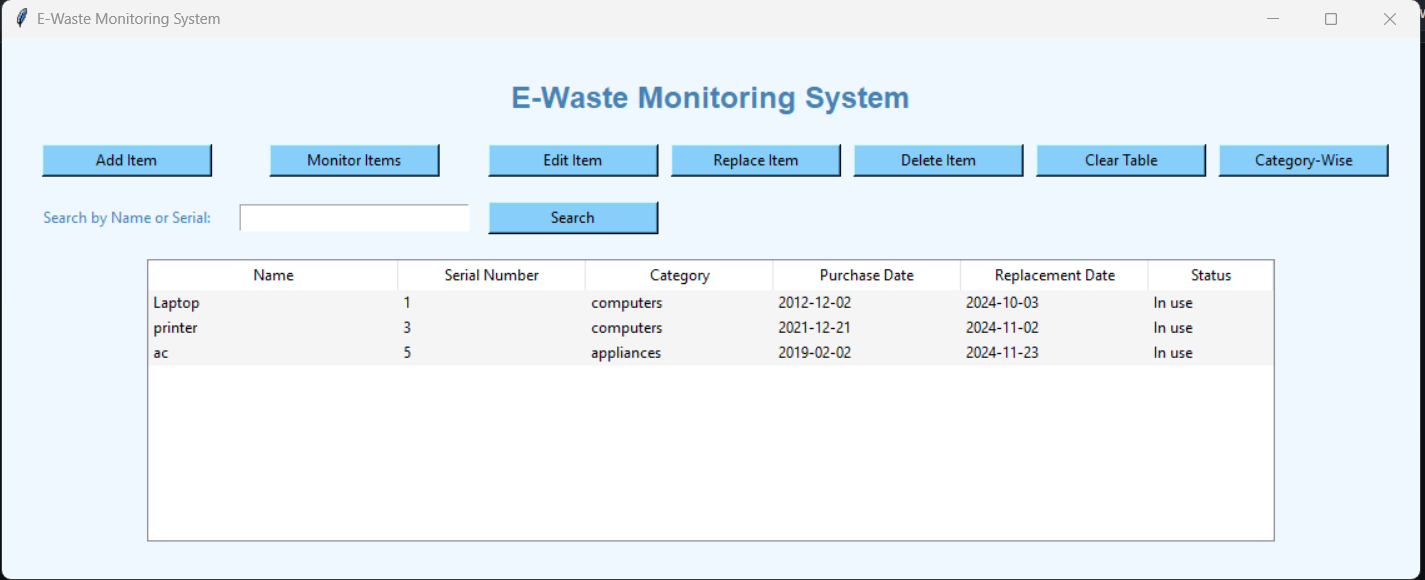 E-Waste Monitoring System
E-Waste Monitoring System
Add Item Monitor Items Edit Item Replace Item Delete Item Clear Table Category-Wise
Search by Name or Serial: Search
Name Serial Number Category Purchase Date Replacement Date Status
Laptop 1 computers 2012-12-02 2024-10-03 In use
printer 3 computers 2021-12-21 2024-11-02 In use
ac 5 appliances 2019-02-02 2024-11-23 In use